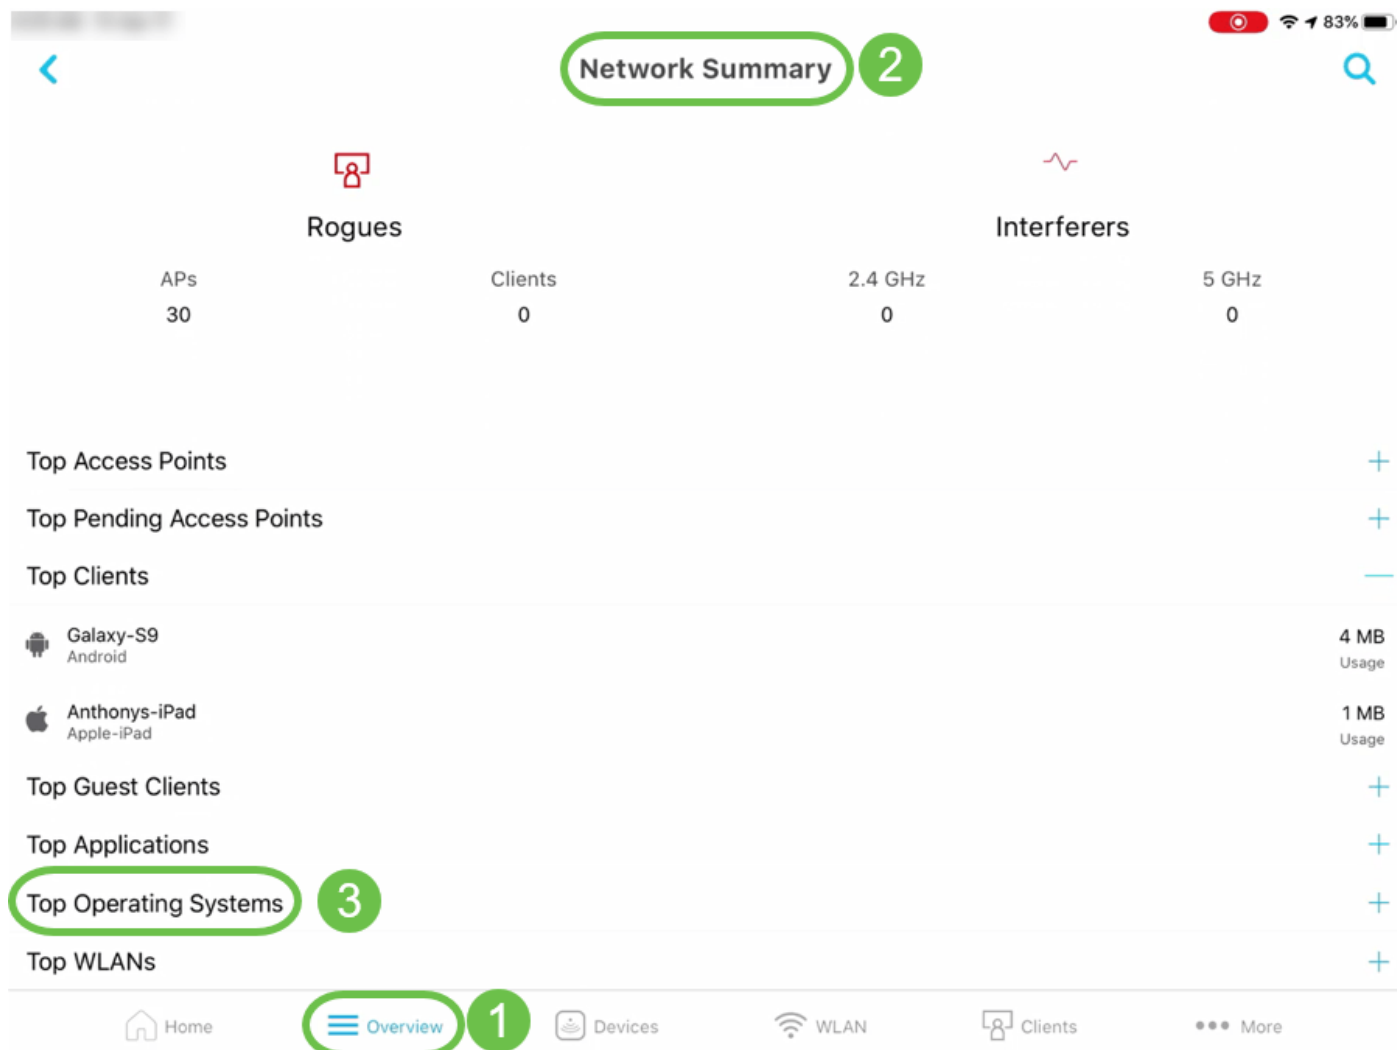 83%
Network Summary 2
Rogues Interferers
APs Clients 2.4 GHz 5 GHz
30 0 0 0
Top Access Points
Top Pending Access Points
Top Clients
Galaxy-S9 4 MB
Android Usage
Anthonys-iPad 1 MB
Apple-iPad Usage
Top Guest Clients
Top Applications
Top Operating Systems 3
Top WLANs
Home Overview 1 Devices WLAN Clients More